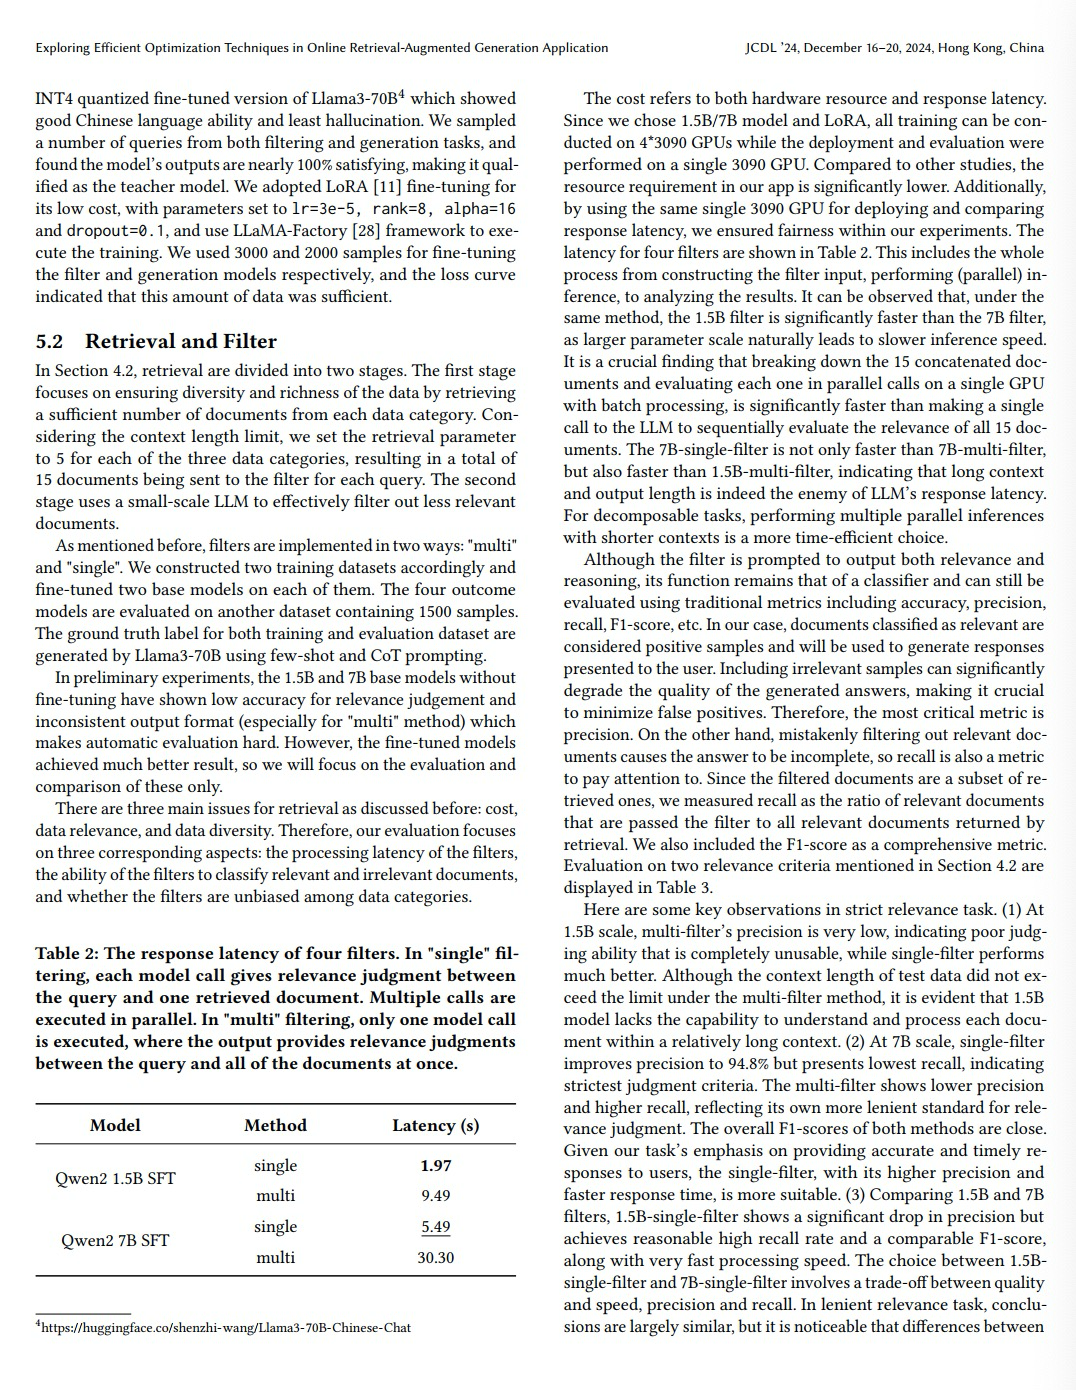 Exploring Efficient Optimization Techniques in Online Retrieval-Augmented Generation Application
JCDL '24, December 16–20, 2024, Hong Kong, China
INT4 quantized fine-tuned version of Llama3-70B4 which showed
good Chinese language ability and least hallucination. We sampled
a number of queries from both filtering and generation tasks, and
found the model's outputs are nearly 100% satisfying, making it qual-
ified as the teacher model. We adopted LoRA [11] fine-tuning for
its low cost, with parameters set to lr=3e-5, rank=8, alpha=16
and dropout=0.1, and use LLaMA-Factory [28] framework to exe-
cute the training. We used 3000 and 2000 samples for fine-tuning
the filter and generation models respectively, and the loss curve
indicated that this amount of data was sufficient.
5.2 Retrieval and Filter
In Section 4.2, retrieval are divided into two stages. The first stage
focuses on ensuring diversity and richness of the data by retrieving
a sufficient number of documents from each data category. Con-
sidering the context length limit, we set the retrieval parameter
to 5 for each of the three data categories, resulting in a total of
15 documents being sent to the filter for each query. The second
stage uses a small-scale LLM to effectively filter out less relevant
documents.
As mentioned before, filters are implemented in two ways: "multi"
and "single". We constructed two training datasets accordingly and
fine-tuned two base models on each of them. The four outcome
models are evaluated on another dataset containing 1500 samples.
The ground truth label for both training and evaluation dataset are
generated by Llama3-70B using few-shot and CoT prompting.
In preliminary experiments, the 1.5B and 7B base models without
fine-tuning have shown low accuracy for relevance judgement and
inconsistent output format (especially for "multi" method) which
makes automatic evaluation hard. However, the fine-tuned models
achieved much better result, so we will focus on the evaluation and
comparison of these only.
There are three main issues for retrieval as discussed before: cost,
data relevance, and data diversity. Therefore, our evaluation focuses
on three corresponding aspects: the processing latency of the filters,
the ability of the filters to classify relevant and irrelevant documents,
and whether the filters are unbiased among data categories.
Table 2: The response latency of four filters. In "single" fil-
tering, each model call gives relevance judgment between
the query and one retrieved document. Multiple calls are
executed in parallel. In "multi" filtering, only one model call
is executed, where the output provides relevance judgments
between the query and all of the documents at once.
Model Method Latency (s)
Qwen2 1.5B SFT single 1.97
multi 9.49
Qwen2 7B SFT single 5.49
multi 30.30
4https://huggingface.co/shenzhi-wang/Llama3-70B-Chinese-Chat
The cost refers to both hardware resource and response latency.
Since we chose 1.5B/7B model and LoRA, all training can be con-
ducted on 4*3090 GPUs while the deployment and evaluation were
performed on a single 3090 GPU. Compared to other studies, the
resource requirement in our app is significantly lower. Additionally,
by using the same single 3090 GPU for deploying and comparing
response latency, we ensured fairness within our experiments. The
latency for four filters are shown in Table 2. This includes the whole
process from constructing the filter input, performing (parallel) in-
ference, to analyzing the results. It can be observed that, under the
same method, the 1.5B filter is significantly faster than the 7B filter,
as larger parameter scale naturally leads to slower inference speed.
It is a crucial finding that breaking down the 15 concatenated doc-
uments and evaluating each one in parallel calls on a single GPU
with batch processing, is significantly faster than making a single
call to the LLM to sequentially evaluate the relevance of all 15 doc-
uments. The 7B-single-filter is not only faster than 7B-multi-filter,
but also faster than 1.5B-multi-filter, indicating that long context
and output length is indeed the enemy of LLM's response latency.
For decomposable tasks, performing multiple parallel inferences
with shorter contexts is a more time-efficient choice.
Although the filter is prompted to output both relevance and
reasoning, its function remains that of a classifier and can still be
evaluated using traditional metrics including accuracy, precision,
recall, F1-score, etc. In our case, documents classified as relevant are
considered positive samples and will be used to generate responses
presented to the user. Including irrelevant samples can significantly
degrade the quality of the generated answers, making it crucial
to minimize false positives. Therefore, the most critical metric is
precision. On the other hand, mistakenly filtering out relevant doc-
uments causes the answer to be incomplete, so recall is also a metric
to pay attention to. Since the filtered documents are a subset of re-
trieved ones, we measured recall as the ratio of relevant documents
that are passed the filter to all relevant documents returned by
retrieval. We also included the F1-score as a comprehensive metric.
Evaluation on two relevance criteria mentioned in Section 4.2 are
displayed in Table 3.
Here are some key observations in strict relevance task. (1) At
1.5B scale, multi-filter's precision is very low, indicating poor judg-
ing ability that is completely unusable, while single-filter performs
much better. Although the context length of test data did not ex-
ceed the limit under the multi-filter method, it is evident that 1.5B
model lacks the capability to understand and process each docu-
ment within a relatively long context. (2) At 7B scale, single-filter
improves precision to 94.8% but presents lowest recall, indicating
strictest judgment criteria. The multi-filter shows lower precision
and higher recall, reflecting its own more lenient standard for rele-
vance judgment. The overall F1-scores of both methods are close.
Given our task's emphasis on providing accurate and timely re-
sponses to users, the single-filter, with its higher precision and
faster response time, is more suitable. (3) Comparing 1.5B and 7B
filters, 1.5B-single-filter shows a significant drop in precision but
achieves reasonable high recall rate and a comparable F1-score,
along with very fast processing speed. The choice between 1.5B-
single-filter and 7B-single-filter involves a trade-off between quality
and speed, precision and recall. In lenient relevance task, conclu-
sions are largely similar, but it is noticeable that differences between